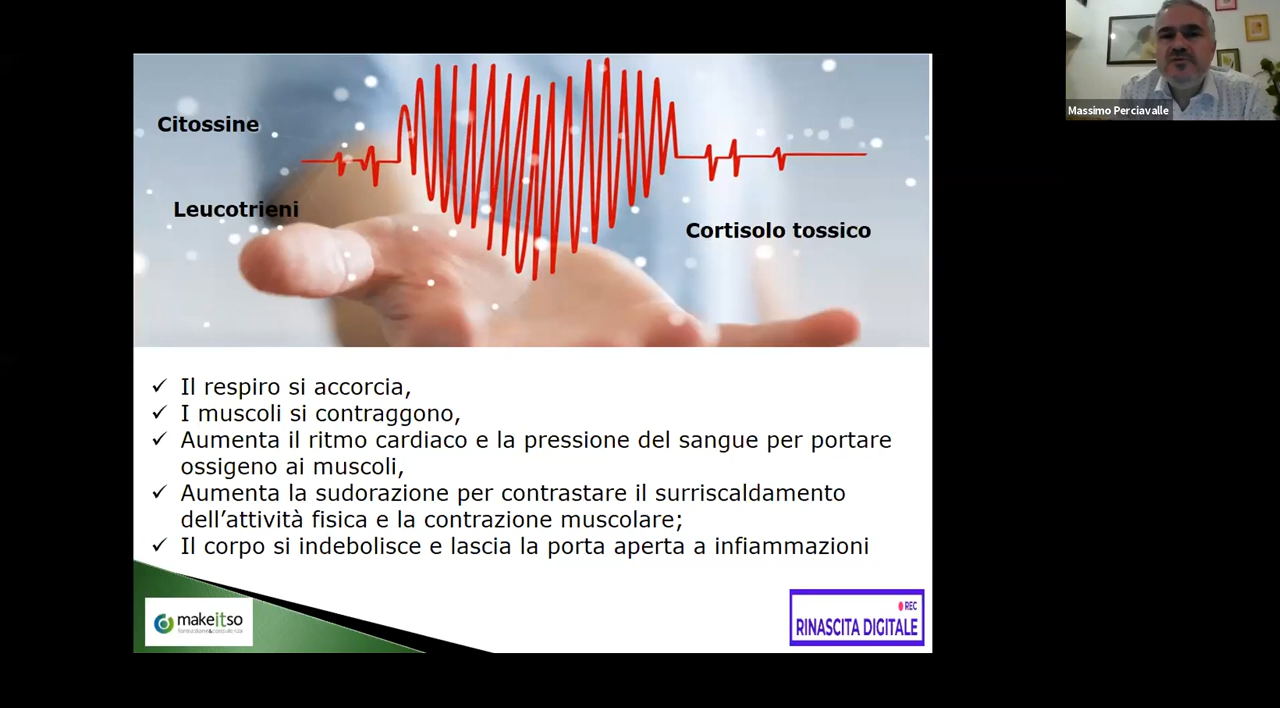 Citossine
Leucotrieni
Cortisolo tossico
Massimo Perciavalle
✓ Il respiro si accorcia,
✓ I muscoli si contraggono,
✓ Aumenta il ritmo cardiaco e la pressione del sangue per portare
ossigeno ai muscoli,
✓ Aumenta la sudorazione per contrastare il surriscaldamento
dell’attività fisica e la contrazione muscolare;
✓ Il corpo si indebolisce e lascia la porta aperta a infiammazioni
makeitso
formazione&consulenza
REC
RINASCITA DIGITALE